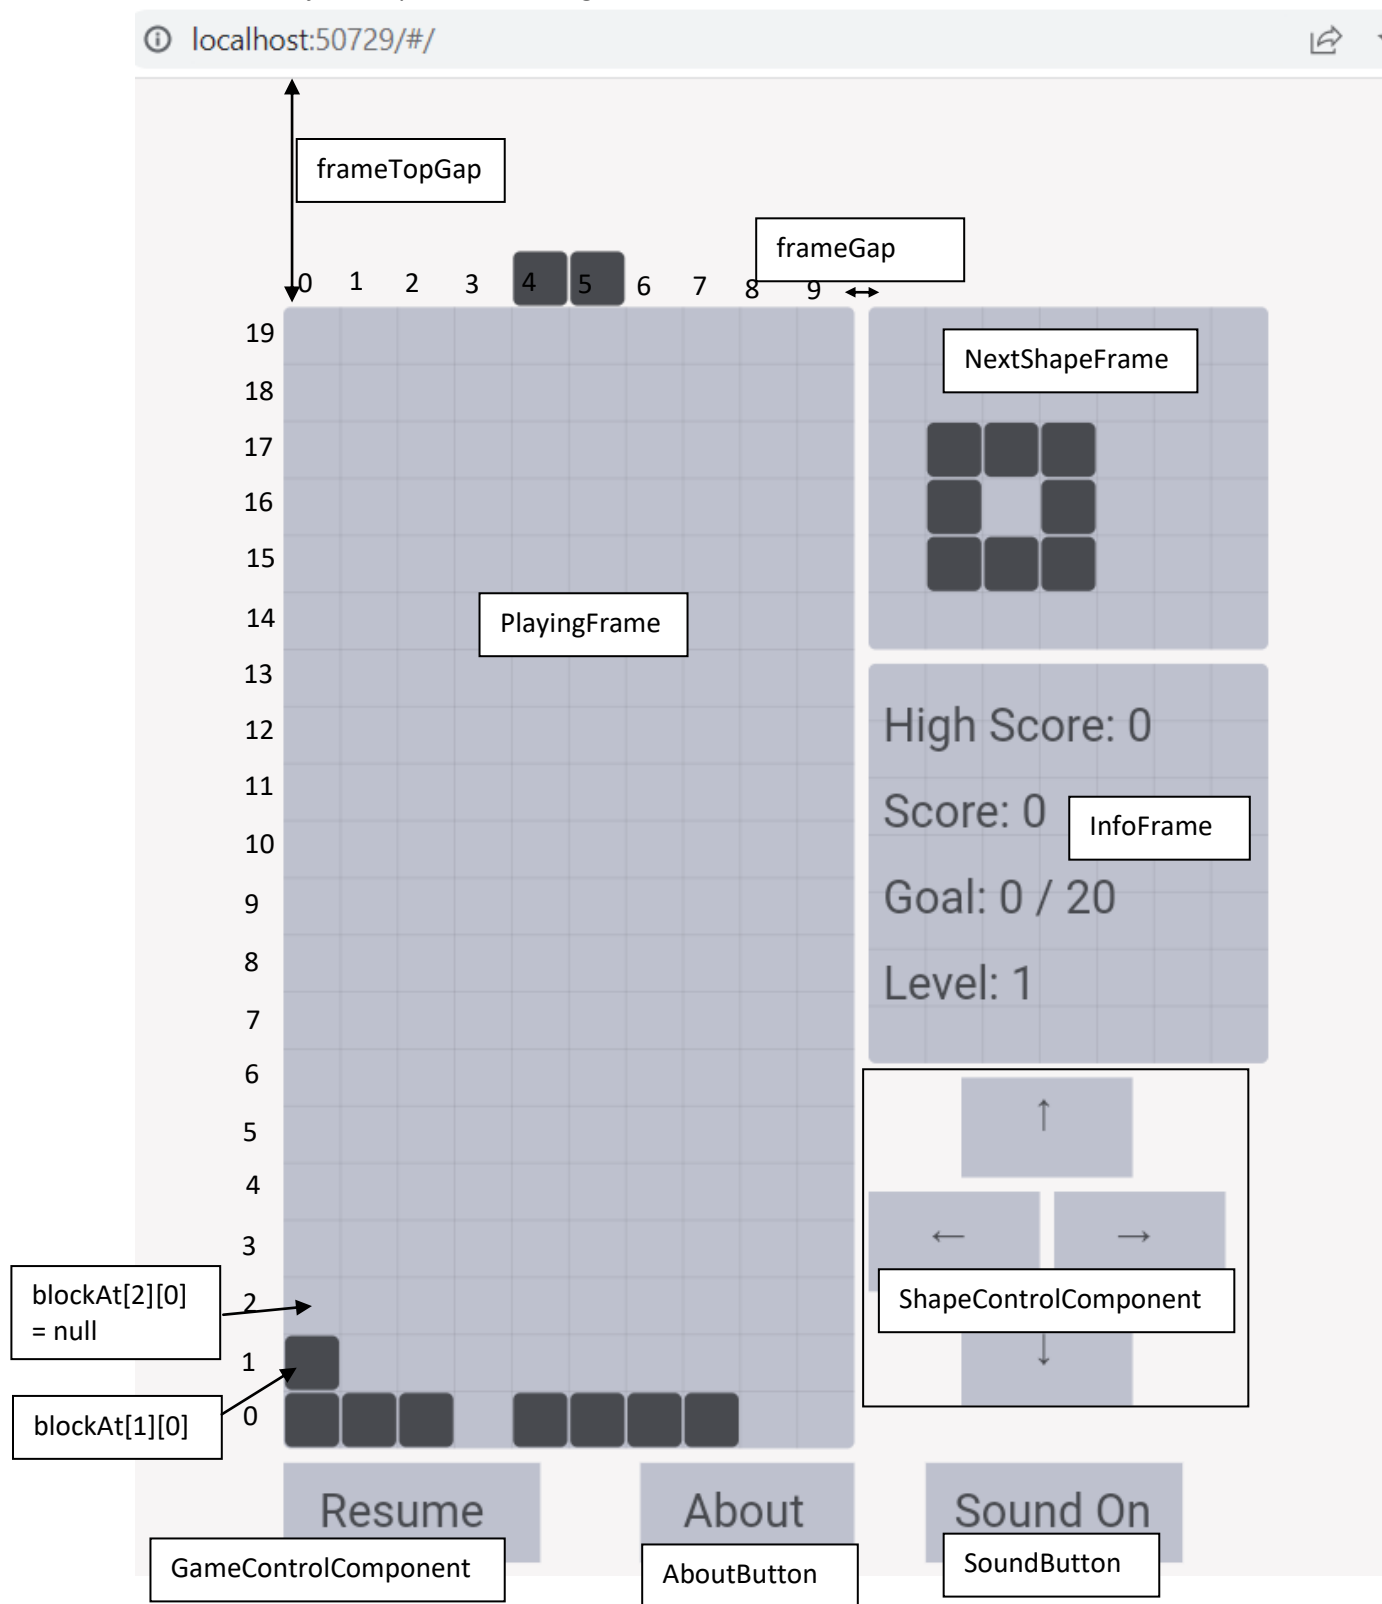 localhost:50729/#/
frameTopGap
frameGap
0 1 2 3 4 5 6 7 8 9
19
NextShapeFrame
18
17
16
15
14
PlayingFrame
13
12
High Score: 0
11
Score: 0
InfoFrame
10
9
Goal: 0 / 20
8
Level: 1
7
6
↑
5
4
3
← →
blockAt[2][0]
= null
2
ShapeControlComponent
1
↓
blockAt[1][0]
0
Resume
About
Sound On
GameControlComponent
AboutButton
SoundButton